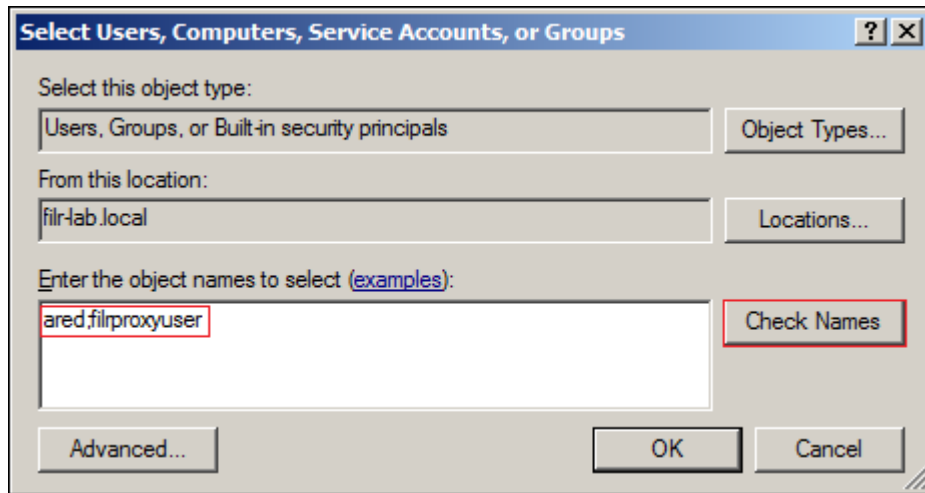 Select Users, Computers, Service Accounts, or Groups
Select this object type:
Users, Groups, or Built-in security principals
Object Types...
From this location:
filr-lab.local
Locations...
Enter the object names to select (examples):
ared;filrproxyuser
Check Names
Advanced...
OK
Cancel